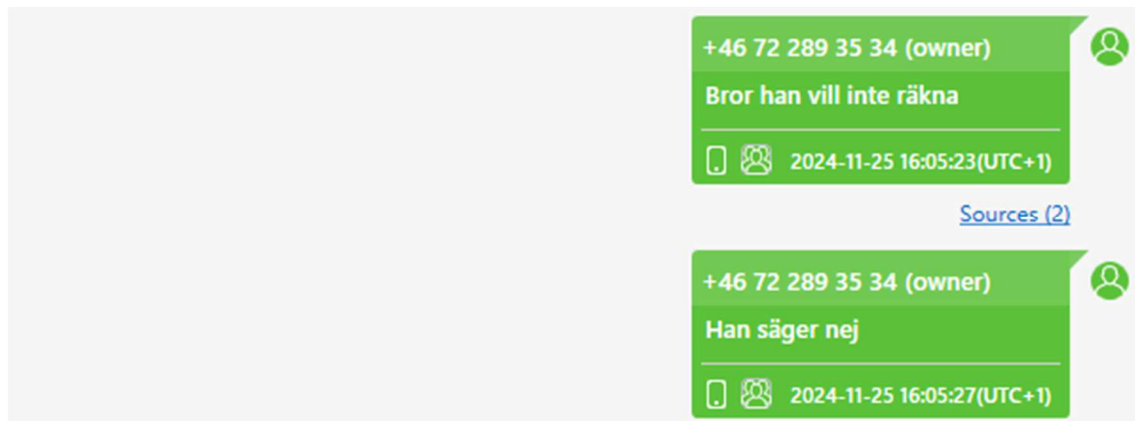 +46 72 289 35 34 (owner)
Bror han vill inte räkna
2024-11-25 16:05:23(UTC+1)
Sources (2)
+46 72 289 35 34 (owner)
Han säger nej
2024-11-25 16:05:27(UTC+1)